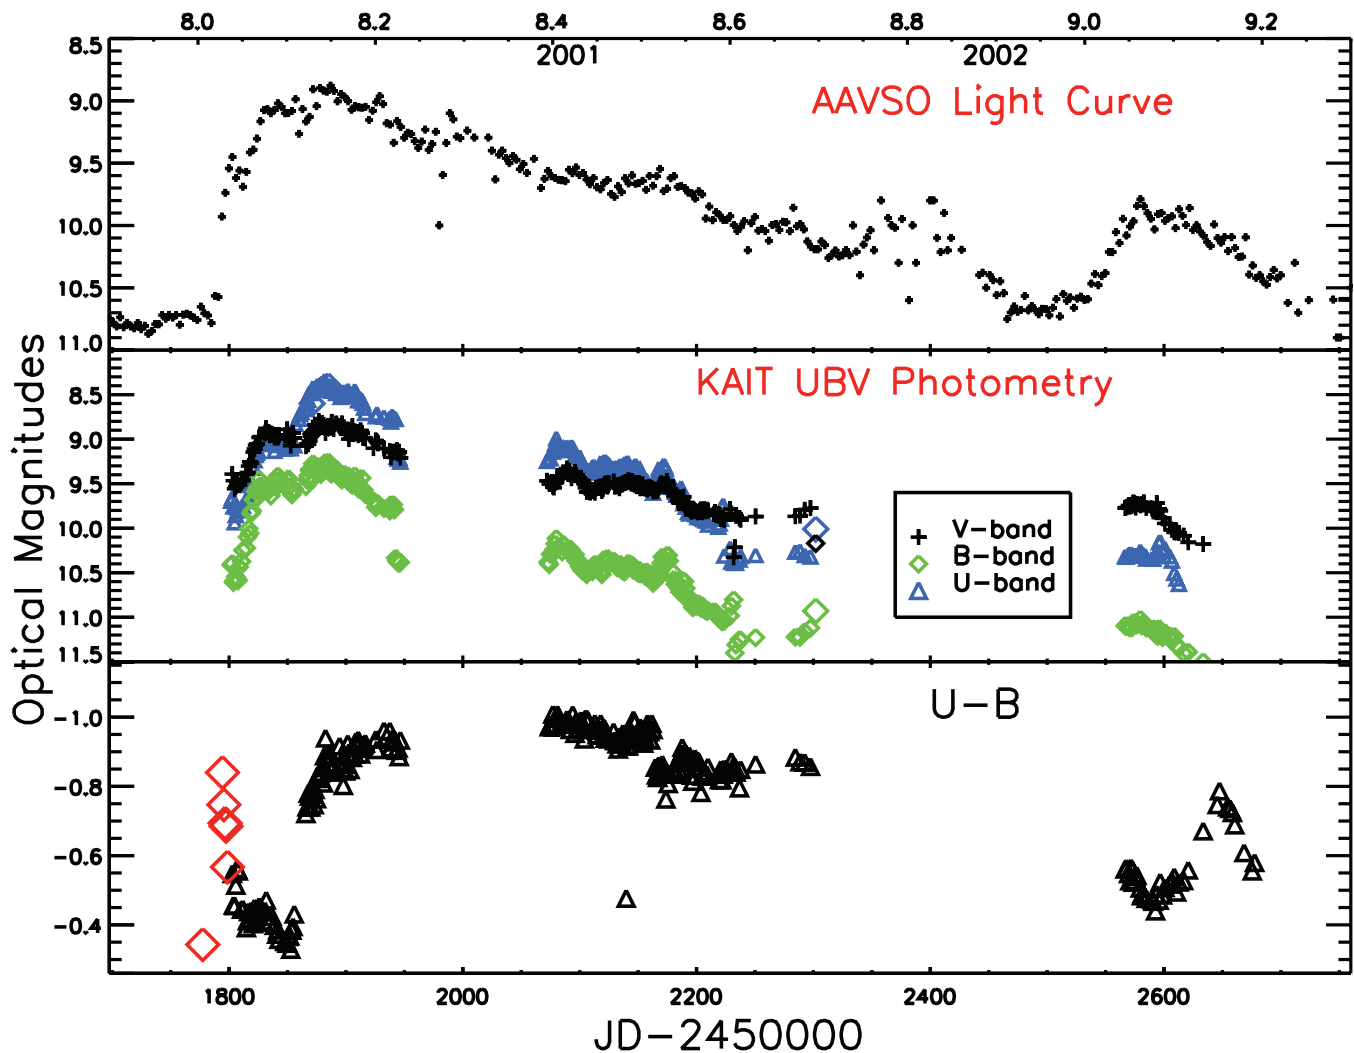 8.0 8.2 8.4 8.6 8.8 9.0 9.2
2001 2002
8.5
9.0
9.5
10.0
10.5
11.0
AAVSO Light Curve
8.5
9.0
9.5
10.0
10.5
11.0
11.5
KAIT UBV Photometry
V-band
B-band
U-band
Optical Magnitudes
-1.0
-0.8
-0.6
-0.4
U-B
1800 2000 2200 2400 2600
JD-2450000